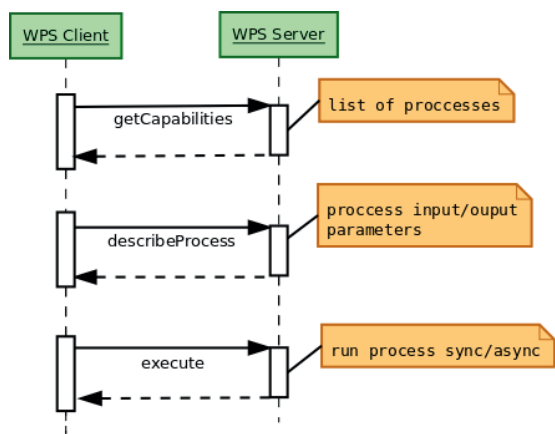 WPS Client
WPS Server
getCapabilities
list of proccesses
describeProcess
proccess input/ouput
parameters
execute
run process sync/async